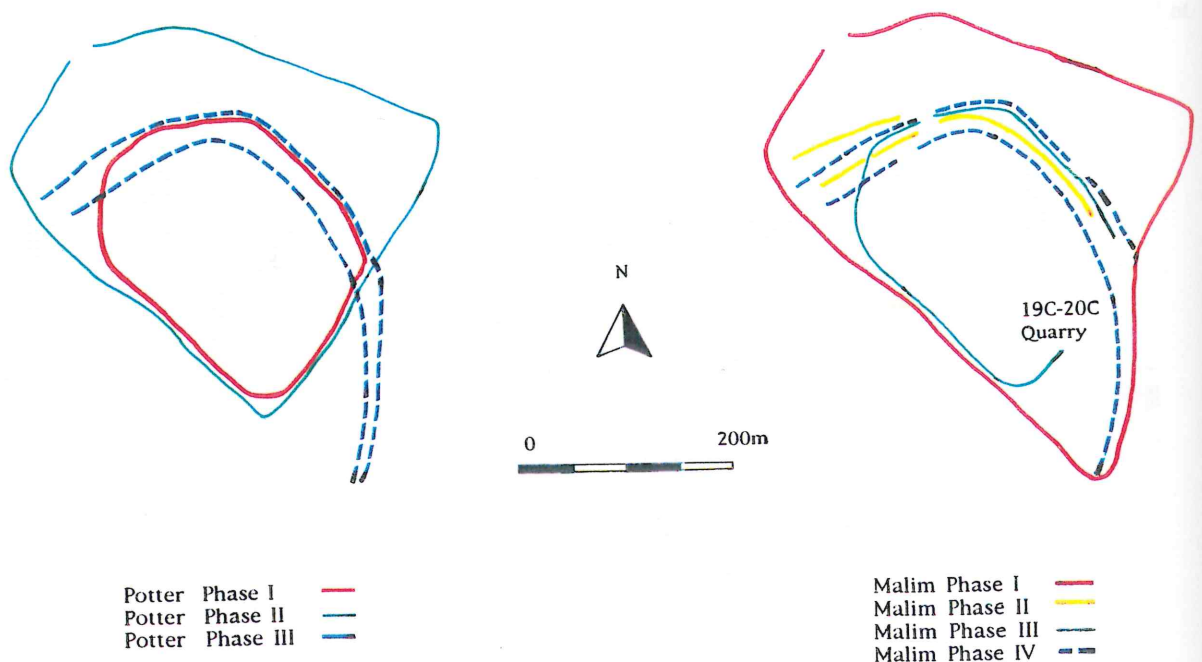 N
19C-20C
Quarry
0 200m
Potter Phase I
Potter Phase II
Potter Phase III
Malim Phase I
Malim Phase II
Malim Phase III
Malim Phase IV